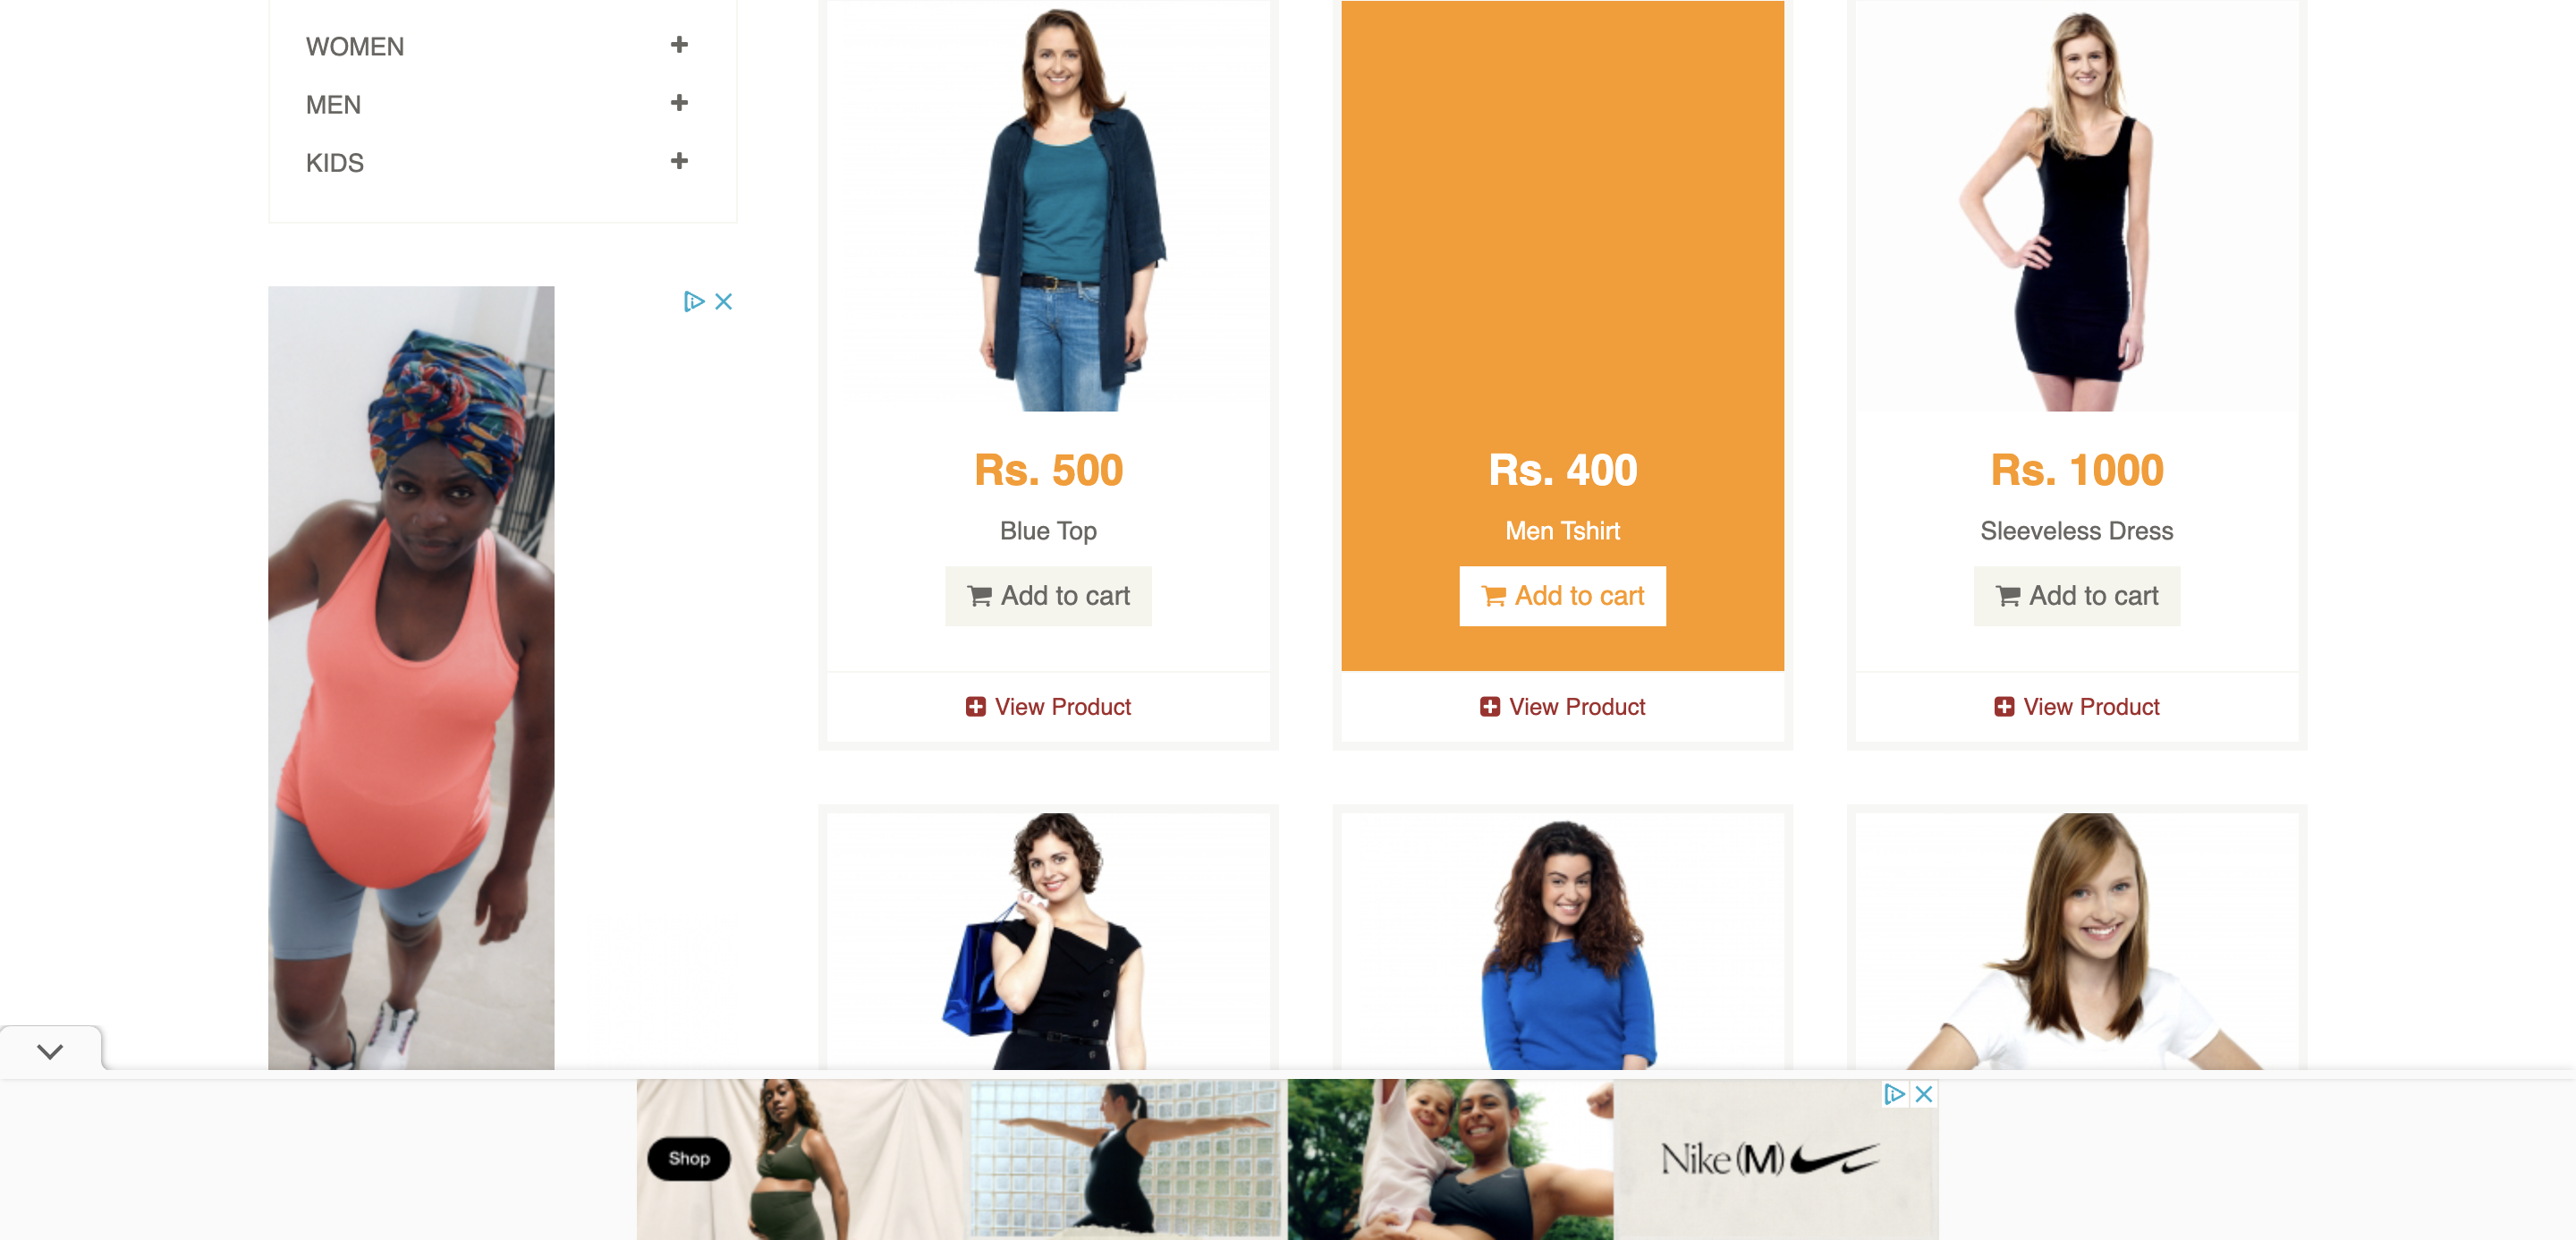 WOMEN
MEN
KIDS
Rs. 500
Blue Top
Add to cart
View Product
Rs. 400
Men Tshirt
Add to cart
View Product
Rs. 1000
Sleeveless Dress
Add to cart
View Product
Shop
Nike (M)